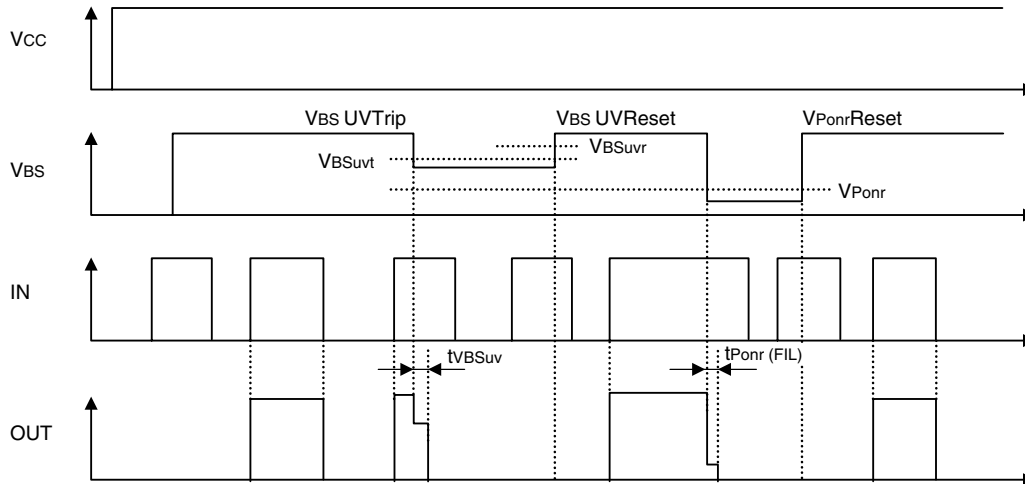 VCC
VBS UVTrip
VBS UVReset
VPonrReset
VBSuvr
VBSuvt
VBS
VPonr
IN
tVBSuv
tPonr (FIL)
OUT